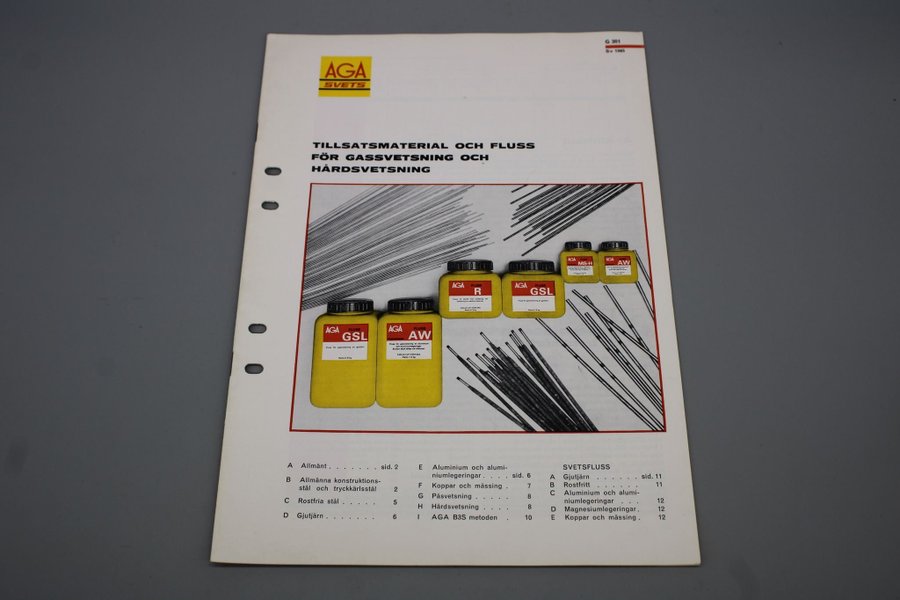 G 301
Sv 1965
AGA
SVETS
TILLSATSMATERIAL OCH FLUSS
FÖR GASSVETSNING OCH
HÅRDSVETSNING
AGA
MS-H
AGA
AW
AGA
R
AGA
GSL
AGA
GSL
AGA
AW
A Allmänt . . . . . . . sid. 2
B Allmänna konstruktions-
stål och tryckkärlsstål 2
C Rostfria stål . . . . . 5
D Gjutjärn . . . . . . . 6
E Aluminium och alumi-
niumlegeringar . . . . sid. 6
F Koppar och mässing . 7
G Påsvetsning . . . . . 8
H Hårdsvetsning . . . . 8
I AGA B3S metoden . 10
SVETSFLUSS
A Gjutjärn . . . . . sid. 11
B Rostfritt . . . . . 11
C Aluminium och alumi-
niumlegeringar . . . 12
D Magnesiumlegeringar . 12
E Koppar och mässing . 12